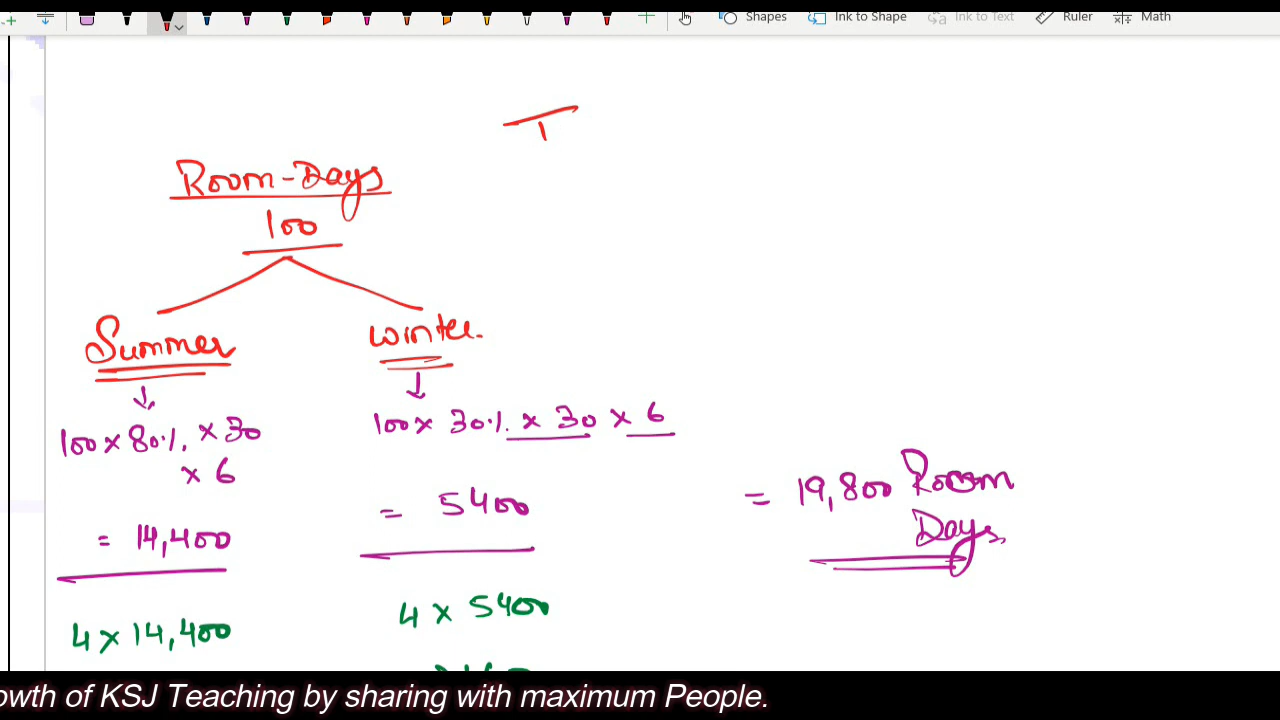 Shapes Ink to Shape Ink to Text Ruler Math
Room-Days
100
Summer
winter.
100 × 80%. × 30
× 6
= 14,400
4 × 14,400
100 × 30%. × 30 × 6
= 5400
4 × 5400
= 19,800 Room
Days.
owth of KSJ Teaching by sharing with maximum People.